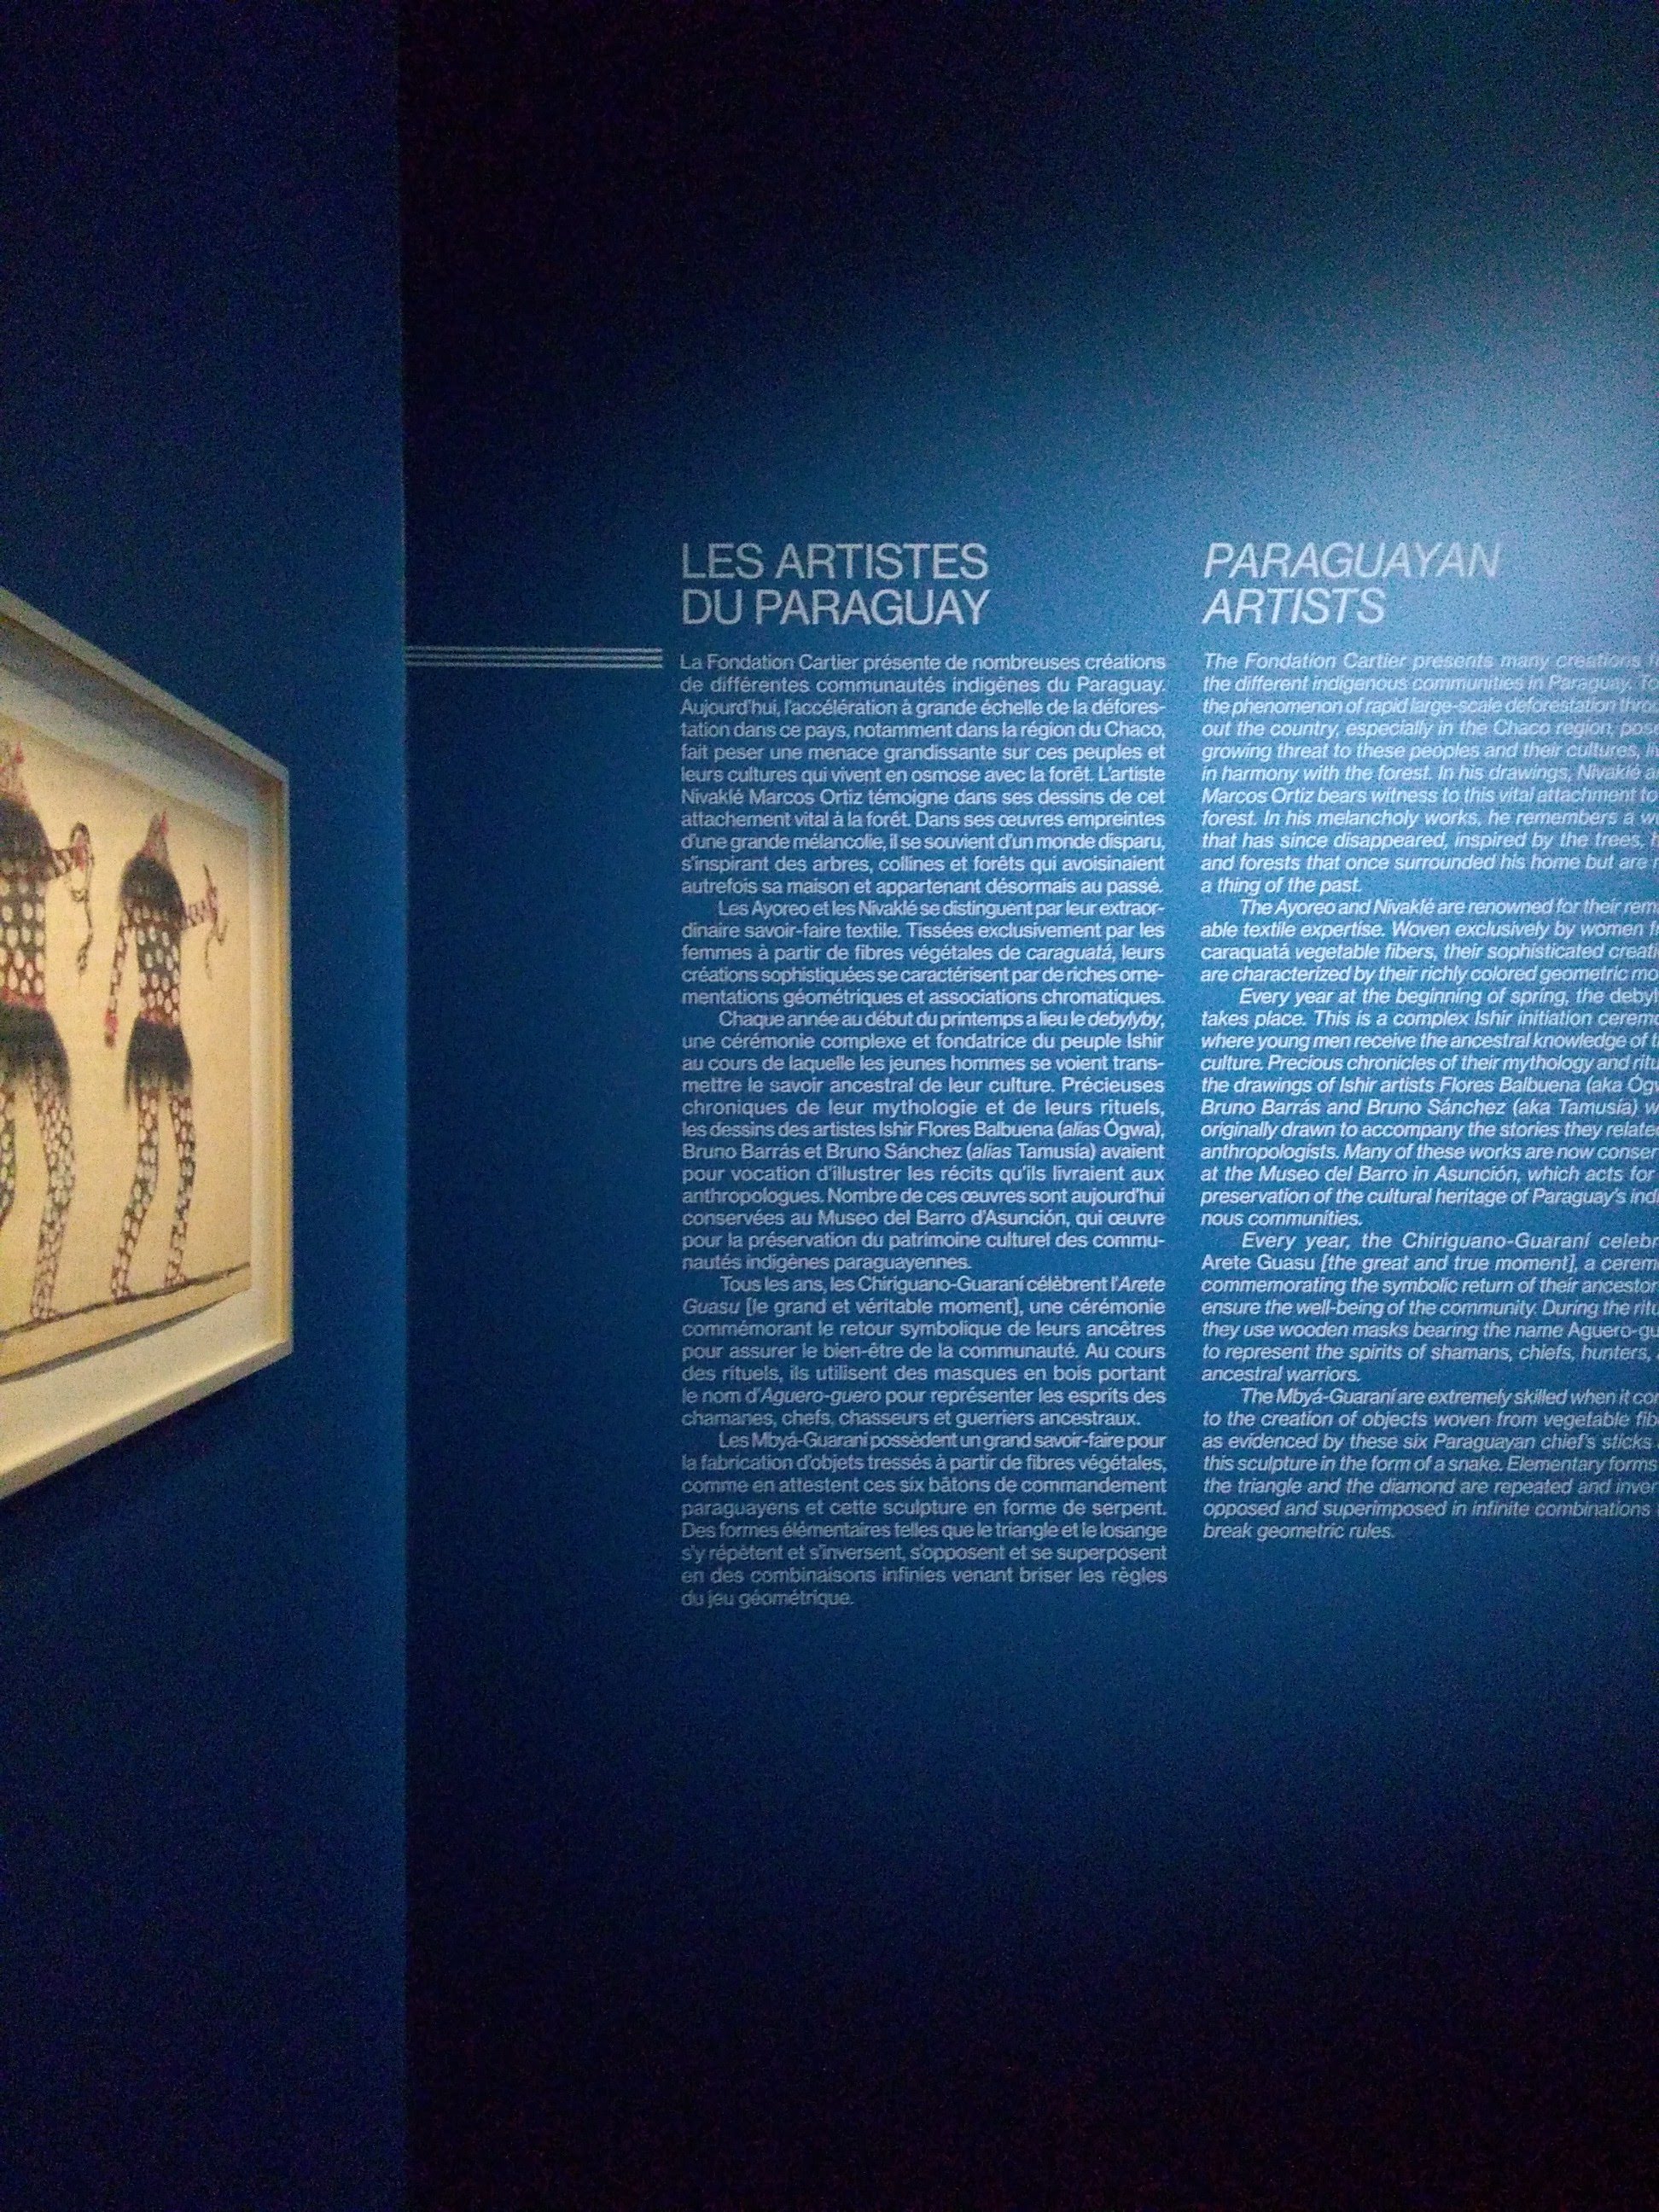 LES ARTISTES
DU PARAGUAY
La Fondation Cartier présente de nombreuses créations
de différentes communautés indigènes du Paraguay.
Aujourd'hui, l'accélération à grande échelle de la défores-
tation dans ce pays, notamment dans la région du Chaco,
fait peser une menace grandissante sur ces peuples et
leurs cultures qui vivent en osmose avec la forêt. L'artiste
Nivaklé Marcos Ortiz témoigne dans ses dessins de cet
attachement vital à la forêt. Dans ses œuvres empreintes
d'une grande mélancolie, il se souvient d'un monde disparu,
s'inspirant des arbres, collines et forêts qui avoisinaient
autrefois sa maison et appartenant désormais au passé.
Les Ayoreo et les Nivaklé se distinguent par leur extraor-
dinaire savoir-faire textile. Tissées exclusivement par les
femmes à partir de fibres végétales de caraguatá, leurs
créations sophistiquées se caractérisent par de riches orne-
mentations géométriques et associations chromatiques.
Chaque année au début du printemps a lieu le debylyby,
une cérémonie complexe et fondatrice du peuple Ishir
au cours de laquelle les jeunes hommes se voient trans-
mettre le savoir ancestral de leur culture. Précieuses
chroniques de leur mythologie et de leurs rituels,
les dessins des artistes Ishir Flores Balbuena (alias Ógwa),
Bruno Barrás et Bruno Sánchez (alias Tamusía) avaient
pour vocation d'illustrer les récits qu'ils livraient aux
anthropologues. Nombre de ces œuvres sont aujourd'hui
conservées au Museo del Barro d'Asunción, qui œuvre
pour la préservation du patrimoine culturel des commu-
nautés indigènes paraguayennes.
Tous les ans, les Chiriguano-Guaraní célèbrent l'Arete
Guasu [le grand et véritable moment], une cérémonie
commémorant le retour symbolique de leurs ancêtres
pour assurer le bien-être de la communauté. Au cours
des rituels, ils utilisent des masques en bois portant
le nom d'Aguero-guero pour représenter les esprits des
chamanes, chefs, chasseurs et guerriers ancestraux.
Les Mbyá-Guaraní possèdent un grand savoir-faire pour
la fabrication d'objets tressés à partir de fibres végétales,
comme en attestent ces six bâtons de commandement
paraguayens et cette sculpture en forme de serpent.
Des formes élémentaires telles que le triangle et le losange
s'y répètent et s'inversent, s'opposent et se superposent
en des combinaisons infinies venant briser les règles
du jeu géométrique.
PARAGUAYAN
ARTISTS
The Fondation Cartier presents many creations
the different indigenous communities in Paraguay. To
the phenomenon of rapid large-scale deforestation throu
out the country, especially in the Chaco region, pose
growing threat to these peoples and their cultures, li
in harmony with the forest. In his drawings, Nivaklé a
Marcos Ortiz bears witness to this vital attachment to
forest. In his melancholy works, he remembers a w
that has since disappeared, inspired by the trees, h
and forests that once surrounded his home but are
a thing of the past.
The Ayoreo and Nivaklé are renowned for their rem
able textile expertise. Woven exclusively by women f
caraquatá vegetable fibers, their sophisticated creati
are characterized by their richly colored geometric mo
Every year at the beginning of spring, the debyl
takes place. This is a complex Ishir initiation cerem
where young men receive the ancestral knowledge of t
culture. Precious chronicles of their mythology and ritu
the drawings of Ishir artists Flores Balbuena (aka Ógw
Bruno Barrás and Bruno Sánchez (aka Tamusía) w
originally drawn to accompany the stories they relate
anthropologists. Many of these works are now conser
at the Museo del Barro in Asunción, which acts for
preservation of the cultural heritage of Paraguay's indi
nous communities.
Every year, the Chiriguano-Guaraní celebr
Arete Guasu [the great and true moment], a cerem
commemorating the symbolic return of their ancestor
ensure the well-being of the community. During the ritu
they use wooden masks bearing the name Aguero-gu
to represent the spirits of shamans, chiefs, hunters,
ancestral warriors.
The Mbyá-Guaraní are extremely skilled when it co
to the creation of objects woven from vegetable fib
as evidenced by these six Paraguayan chief's sticks
this sculpture in the form of a snake. Elementary forms
the triangle and the diamond are repeated and inver
opposed and superimposed in infinite combinations
break geometric rules.